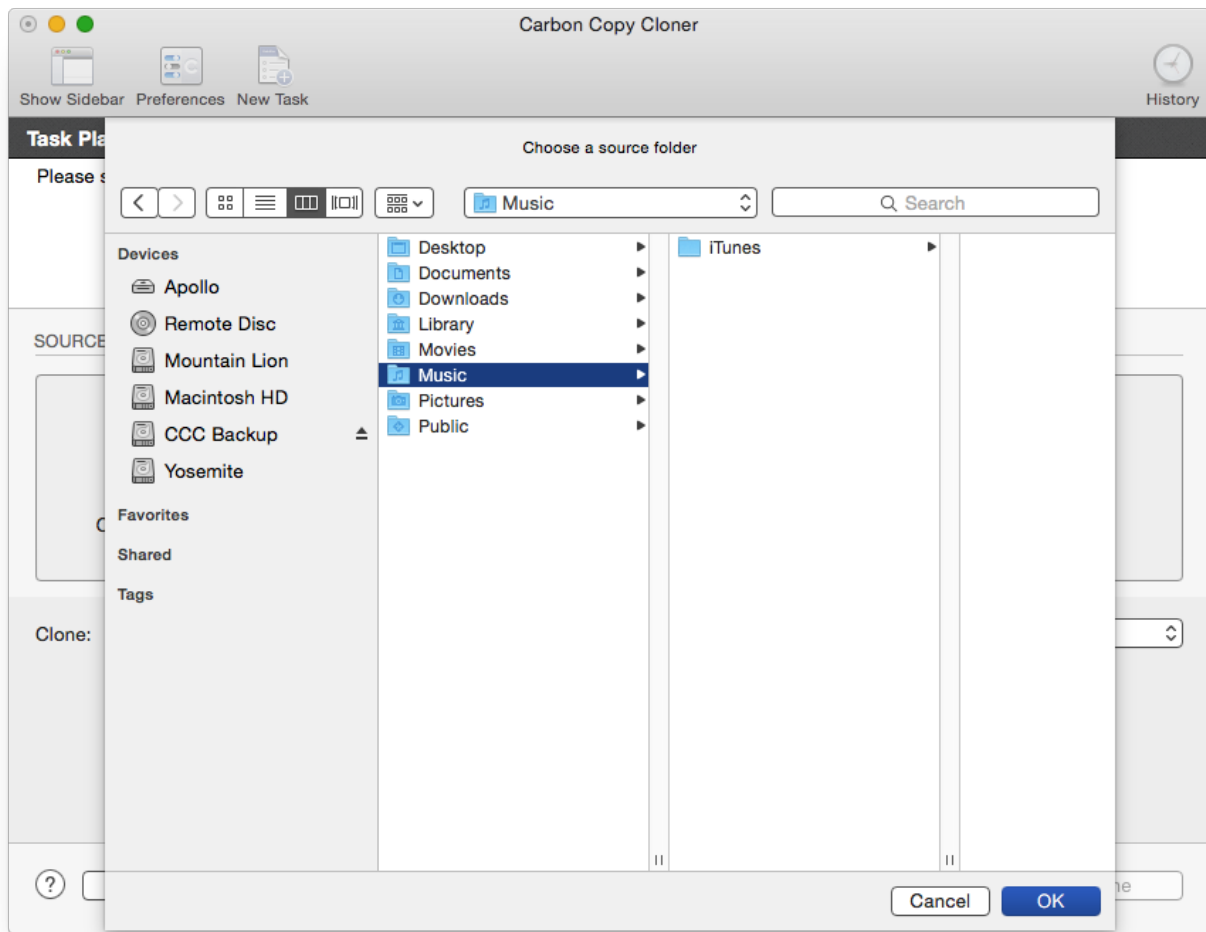 Carbon Copy Cloner
Show Sidebar Preferences New Task History
Task Pla
Choose a source folder
Please s
Music Search
Devices
Apollo
Remote Disc
Mountain Lion
Macintosh HD
CCC Backup
Yosemite
Favorites
Shared
Tags
Desktop
Documents
Downloads
Library
Movies
Music
Pictures
Public
iTunes
SOURCE
C
Clone:
?
Cancel OK
ne